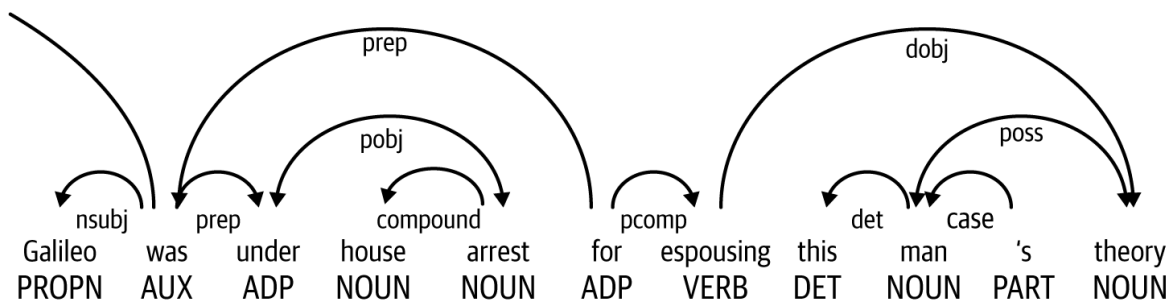 prep dobj
pobj poss
nsubj prep compound pcomp det case
Galileo was under house arrest for espousing this man ‘s theory
PROPN AUX ADP NOUN NOUN ADP VERB DET NOUN PART NOUN